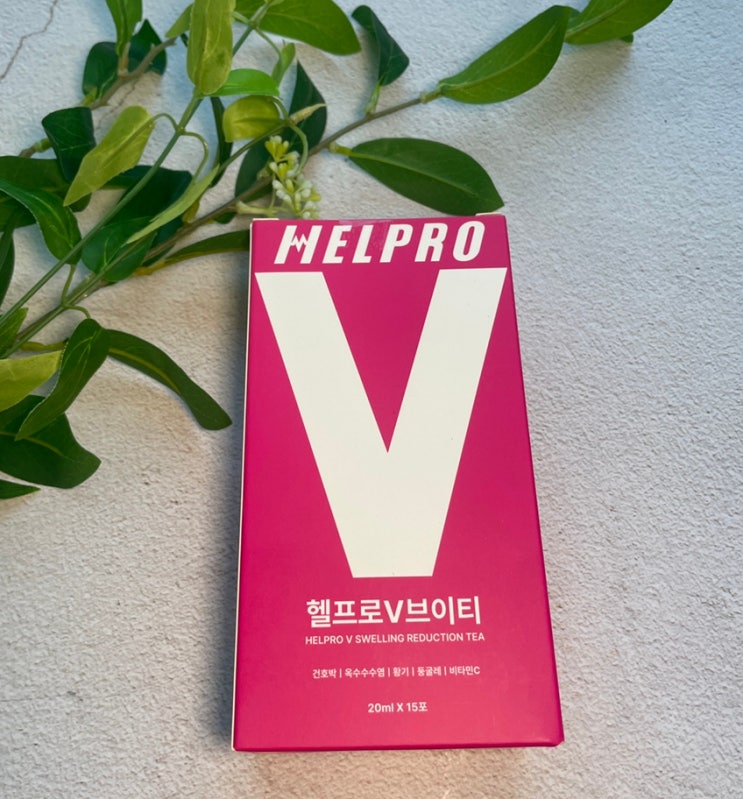 HELPRO
V
헬프로V브이티
HELPRO V SWELLING REDUCTION TEA
건호박 | 옥수수수염 | 황기 | 둥굴레 | 비타민C
20ml X 15포